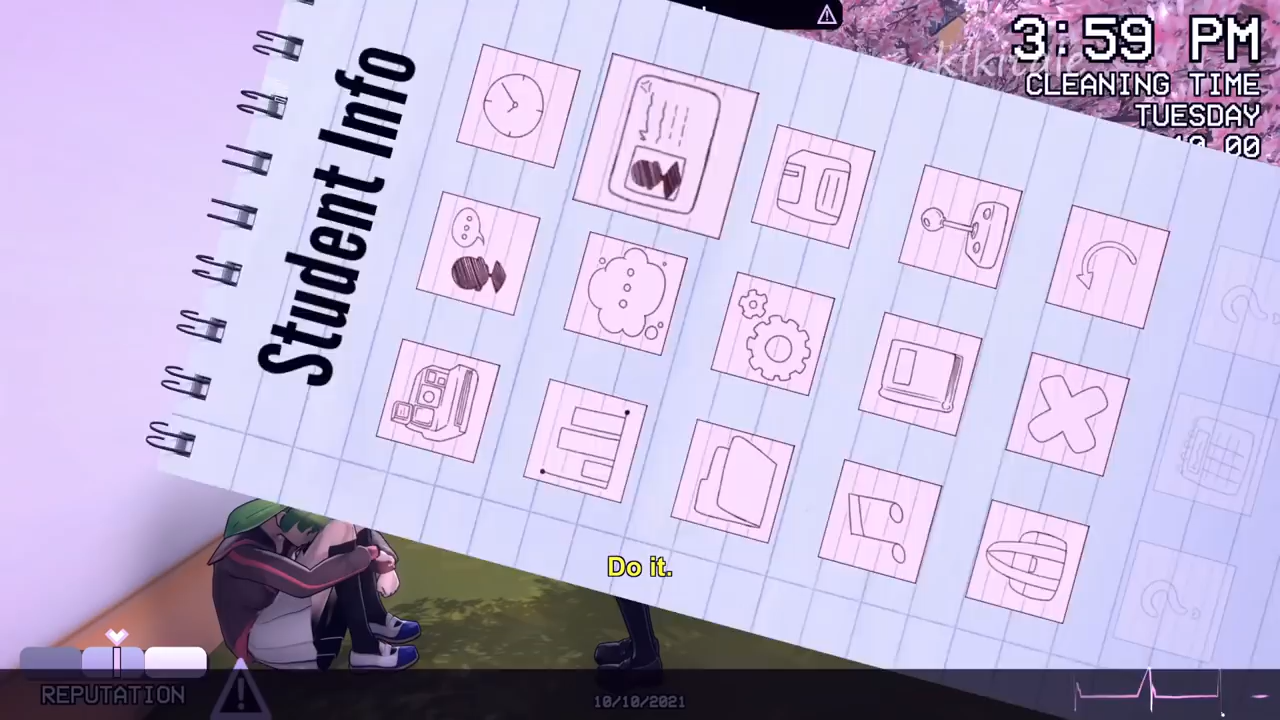 3:59 PM
CLEANING TIME
TUESDAY
Student Info
Do it.
REPUTATION
10/10/2021